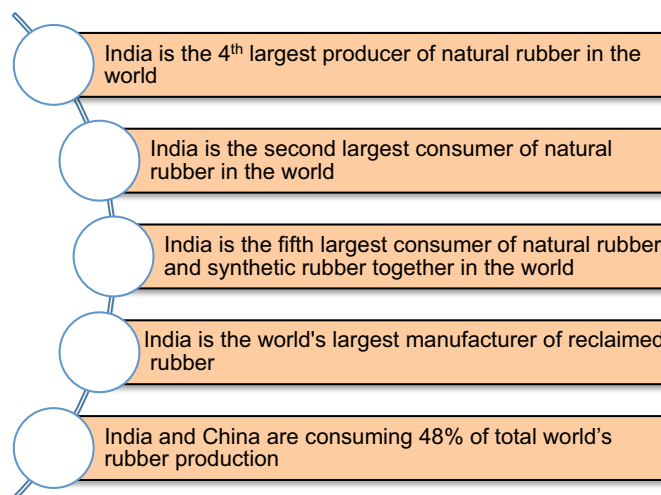 India is the 4th largest producer of natural rubber in the
world
India is the second largest consumer of natural
rubber in the world
India is the fifth largest consumer of natural rubber
and synthetic rubber together in the world
India is the world's largest manufacturer of reclaimed
rubber
India and China are consuming 48% of total world’s
rubber production